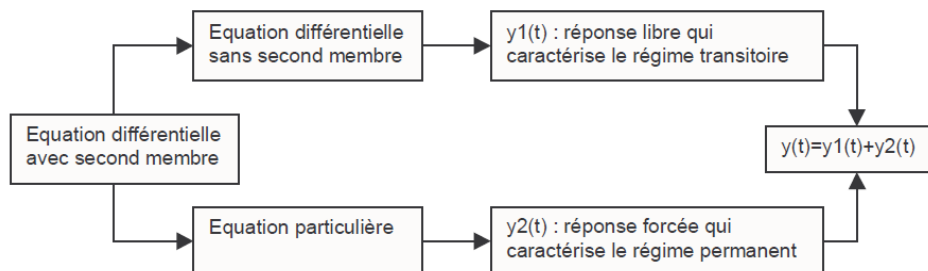 Equation différentielle
sans second membre
y1(t) : réponse libre qui
caractérise le régime transitoire
Equation différentielle
avec second membre
y(t)=y1(t)+y2(t)
Equation particulière
y2(t) : réponse forcée qui
caractérise le régime permanent